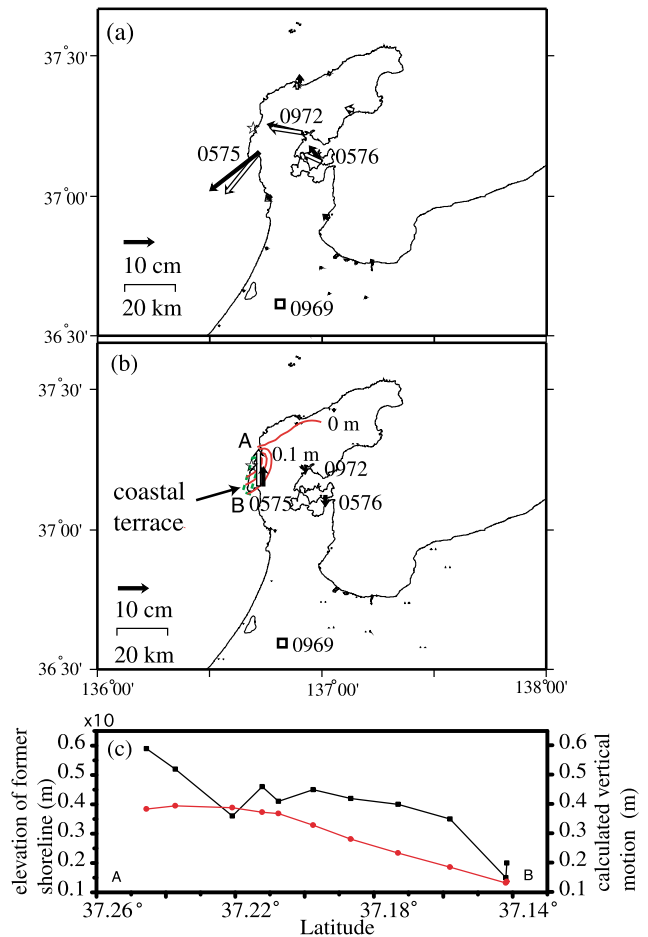 (a)
37°30'
0972
0575
0576
37°00'
10 cm
20 km
0969
36°30'
(b)
37°30'
0 m
A
0.1 m
0972
coastal
terrace
B
0575
0576
37°00'
10 cm
20 km
0969
36°30'
136°00'
137°00'
138°00'
x10
(c)
0.6
0.5
0.4
0.3
0.2
0.1
elevation of former
shoreline (m)
0.6
0.5
0.4
0.3
0.2
0.1
calculated vertical
motion (m)
A
B
37.26°
37.22°
37.18°
37.14°
Latitude